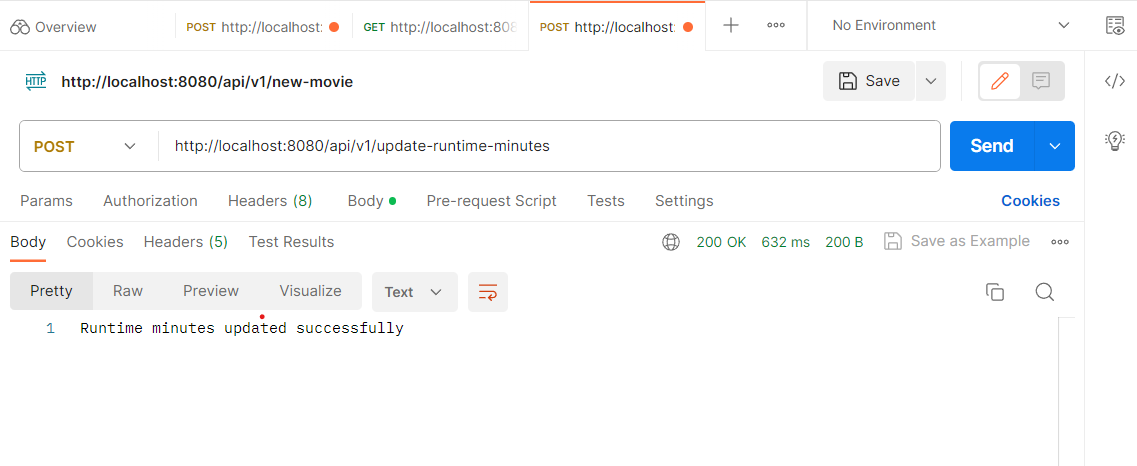 Overview POST http://localhost: GET http://localhost:808 POST http://localhost: No Environment
HTTP http://localhost:8080/api/v1/new-movie Save
POST http://localhost:8080/api/v1/update-runtime-minutes Send
Params Authorization Headers (8) Body Pre-request Script Tests Settings Cookies
Body Cookies Headers (5) Test Results 200 OK 632 ms 200 B Save as Example
Pretty Raw Preview Visualize Text
1 Runtime minutes updated successfully